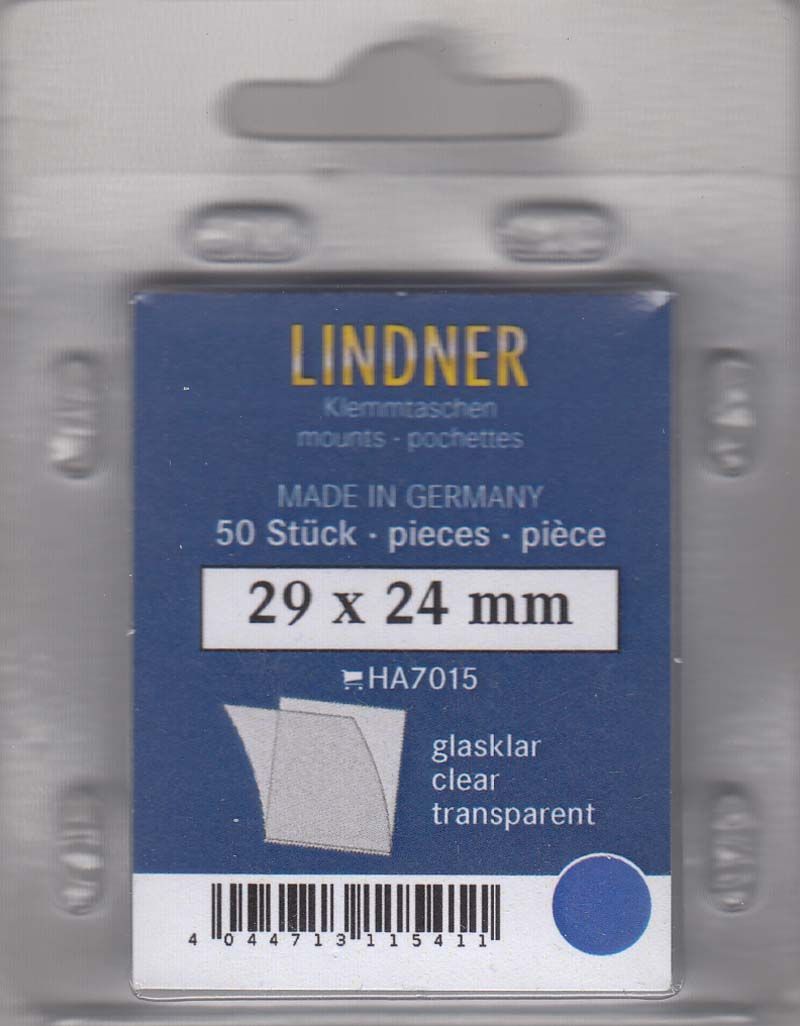 LINDNER
Klemmtaschen
mounts - pochettes
MADE IN GERMANY
50 Stück · pieces · pièce
29 x 24 mm
HA7015
glasklar
clear
transparent
4 044713 115411